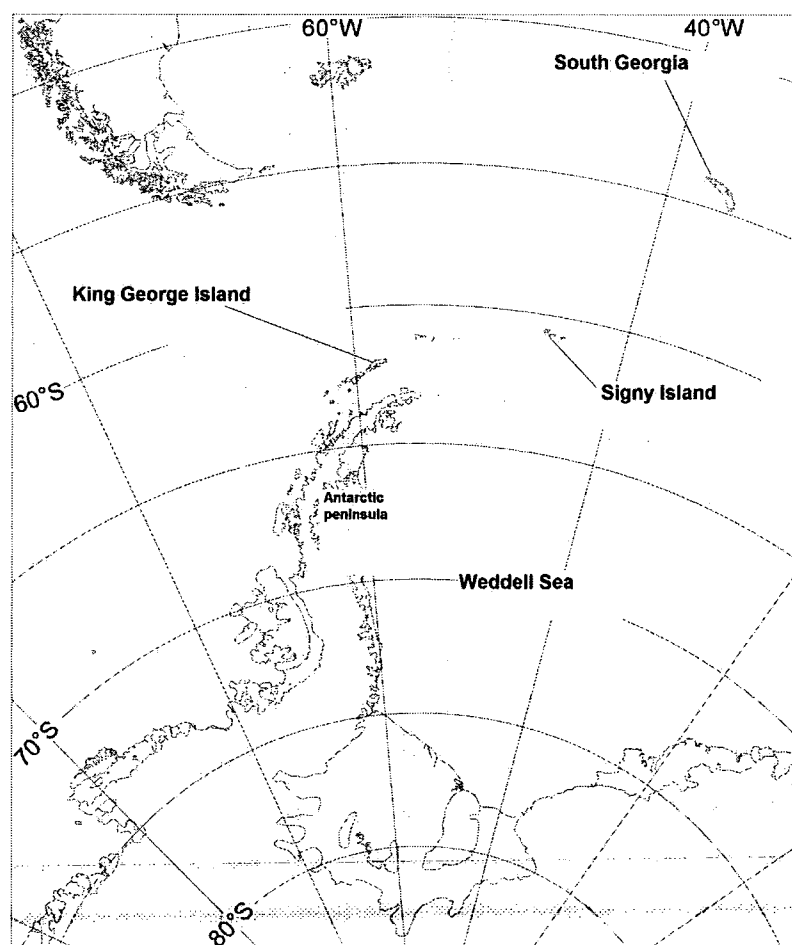 60°W
40°W
South Georgia
King George Island
60°S
Signy Island
Antarctic
peninsula
Weddell Sea
70°S
80°S